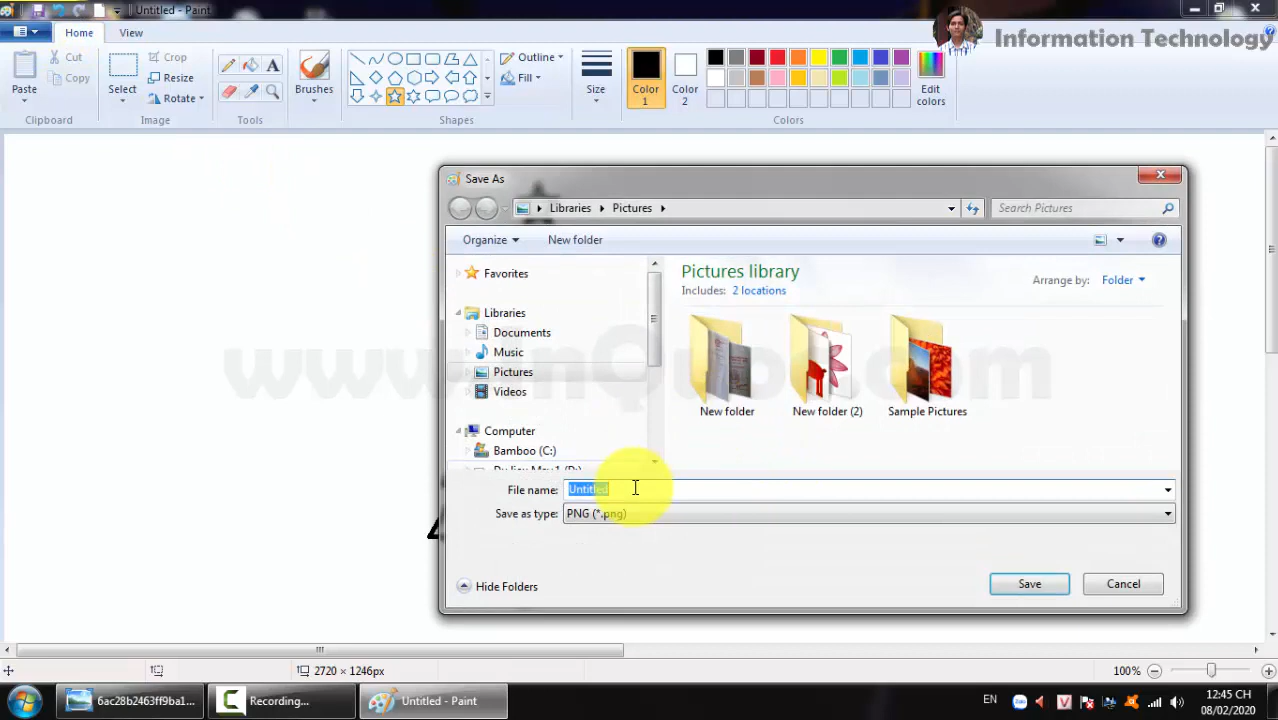 Untitled - Paint
Information Technology
Home
View
Paste
Cut
Copy
Clipboard
Select
Crop
Resize
Rotate
Image
Tools
Brushes
Outline
Fill
Shapes
Size
Color
1
Color
2
Edit
colors
Colors
Save As
Libraries
Pictures
Search Pictures
Organize
New folder
Favorites
Libraries
Documents
Music
Pictures
Videos
Computer
Bamboo (C:)
Pictures library
Includes: 2 locations
Arrange by: Folder
New folder
New folder (2)
Sample Pictures
File name: Untitled
Save as type: PNG (*.png)
Hide Folders
Save
Cancel
2720 × 1246px
100%
6ac28b2463ff9ba1...
Recording...
Untitled - Paint
EN
12:45 CH
08/02/2020